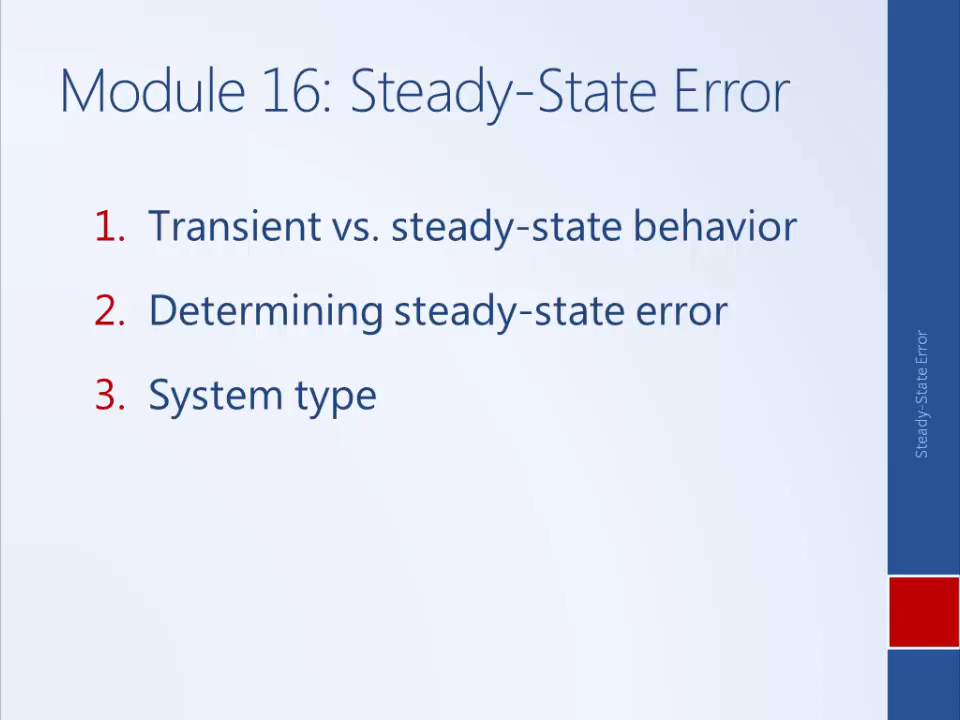 Module 16: Steady-State Error
1. Transient vs. steady-state behavior
2. Determining steady-state error
3. System type
Steady-State Error